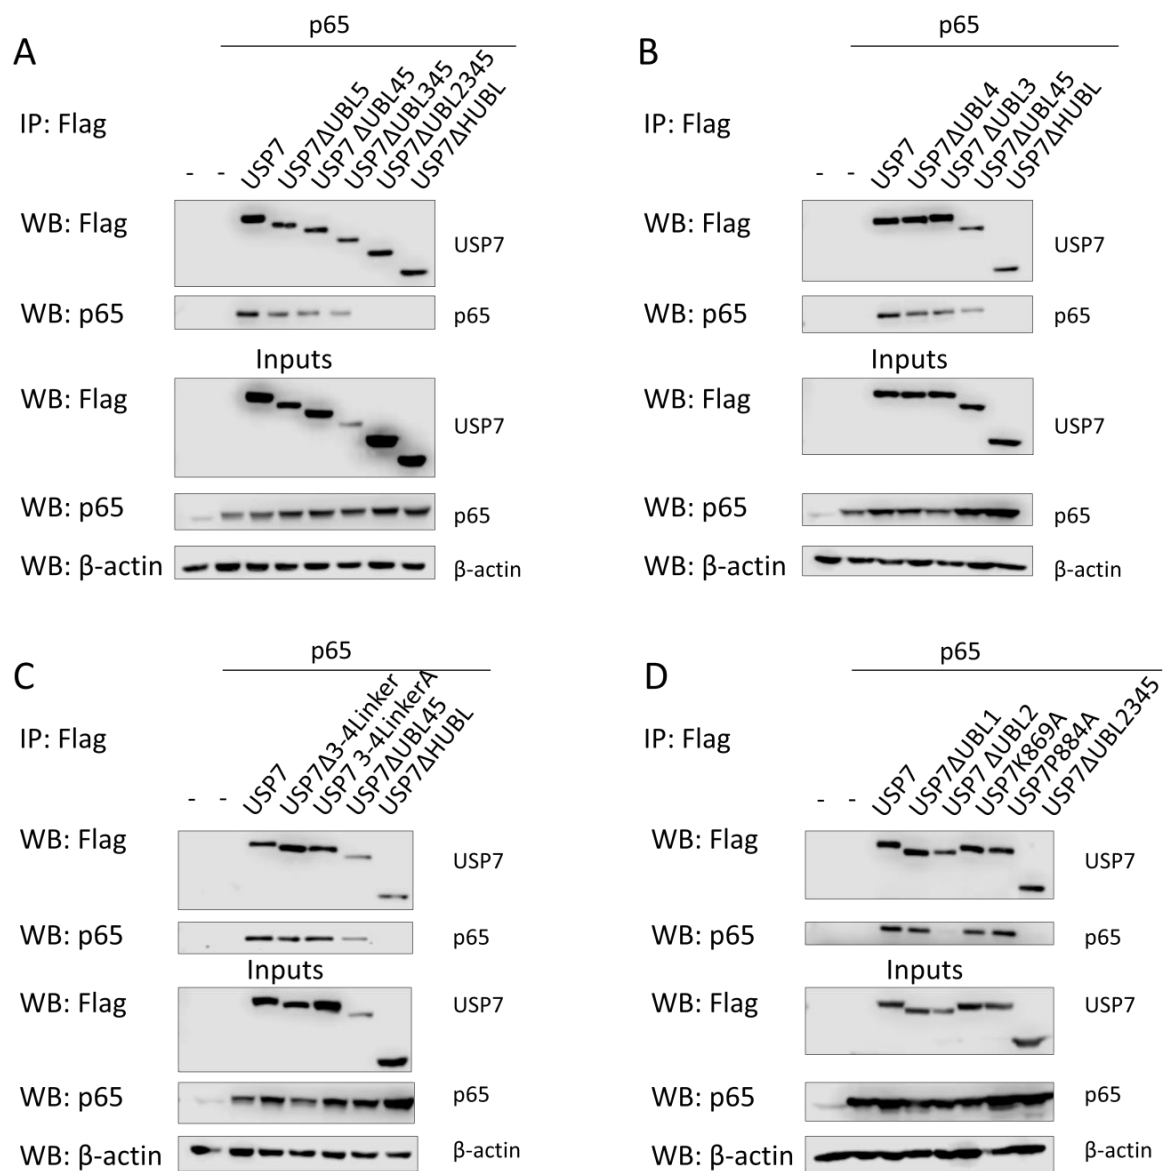 A
p65
IP: Flag
- - USP7 USP7ΔUBL5 USP7 ΔUBL45 USP7ΔUBL345 USP7ΔUBL2345 USP7ΔHUBL
WB: Flag USP7
WB: p65 p65
Inputs
WB: Flag USP7
WB: p65 p65
WB: β-actin β-actin
B
p65
IP: Flag
- - USP7 USP7ΔUBL4 USP7 ΔUBL3 USP7ΔUBL45 USP7ΔHUBL
WB: Flag USP7
WB: p65 p65
Inputs
WB: Flag USP7
WB: p65 p65
WB: β-actin β-actin
C
p65
IP: Flag
- - USP7 USP7Δ3-4Linker USP7 3-4LinkerA USP7ΔUBL45 USP7ΔHUBL
WB: Flag USP7
WB: p65 p65
Inputs
WB: Flag USP7
WB: p65 p65
WB: β-actin β-actin
D
p65
IP: Flag
- - USP7 USP7ΔUBL1 USP7 ΔUBL2 USP7K869A USP7P884A USP7ΔUBL2345
WB: Flag USP7
WB: p65 p65
Inputs
WB: Flag USP7
WB: p65 p65
WB: β-actin β-actin